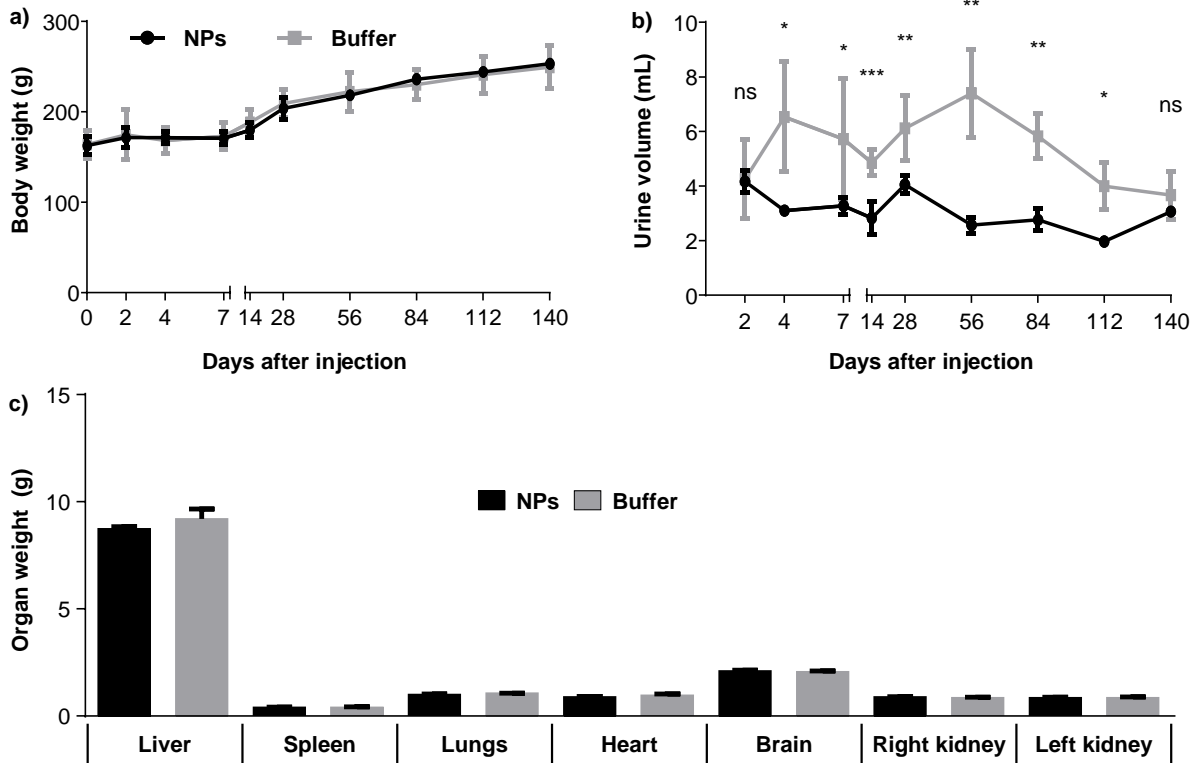 a)
300
200
100
0
Body weight (g)
NPs
Buffer
0 2 4 7 14 28 56 84 112 140
Days after injection
b)
10
8
6
4
2
0
Urine volume (mL)
ns * * *** ** ** ** * ns
2 4 7 14 28 56 84 112 140
Days after injection
c)
15
10
5
0
Organ weight (g)
NPs
Buffer
Liver Spleen Lungs Heart Brain Right kidney Left kidney